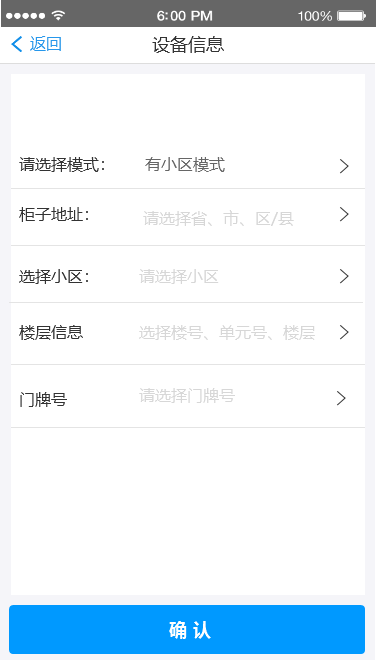 6:00 PM
100%
返回
设备信息
请选择模式：
有小区模式
柜子地址：
请选择省、市、区/县
选择小区：
请选择小区
楼层信息
选择楼号、单元号、楼层
门牌号
请选择门牌号
确 认